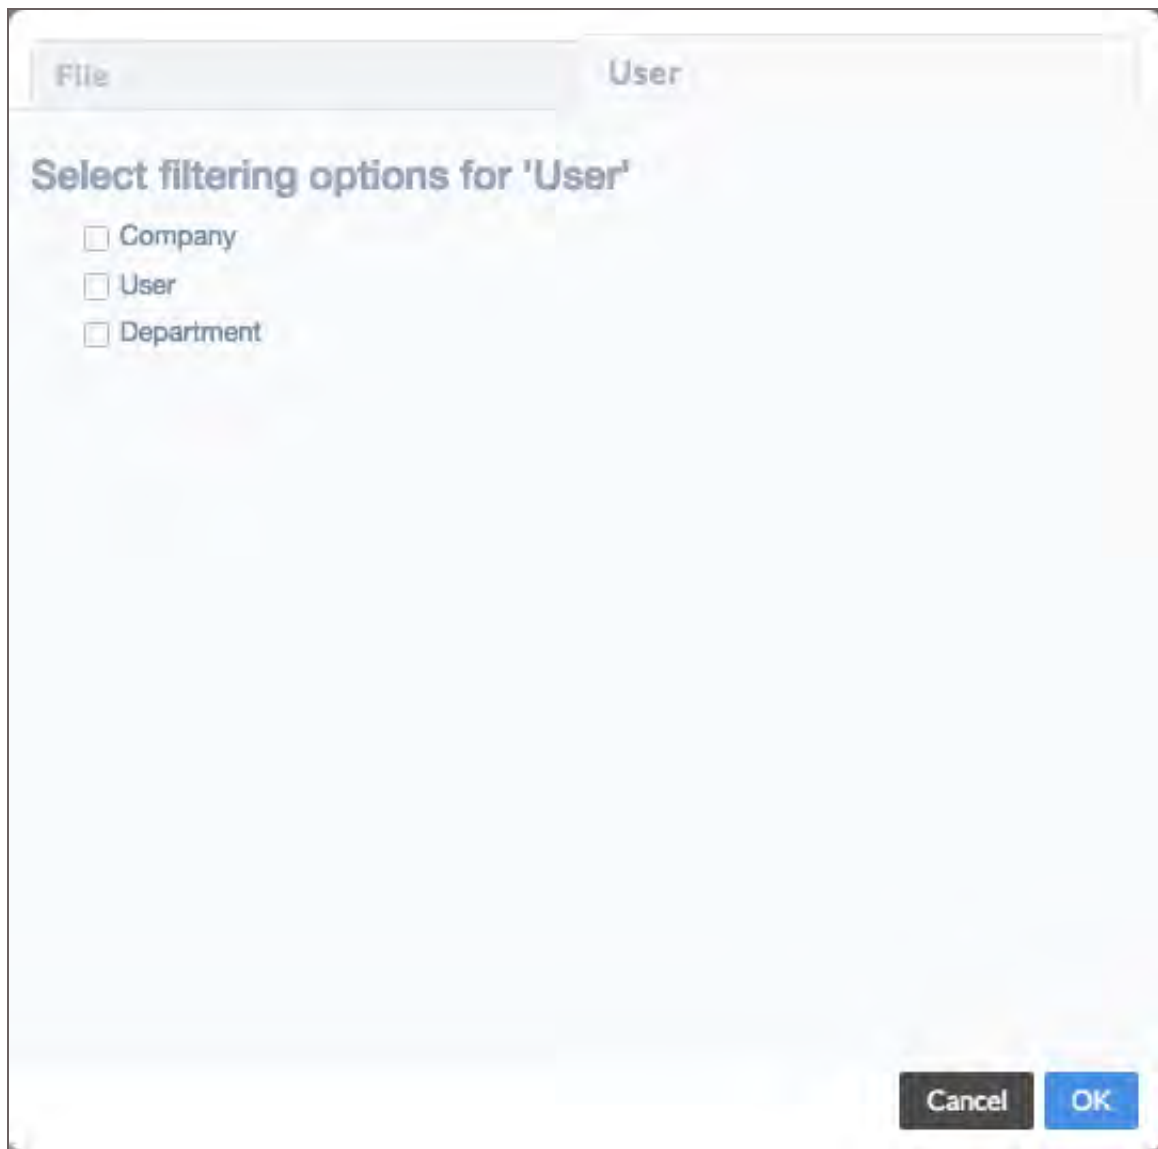 File
User
Select filtering options for 'User'
Company
User
Department
Cancel
OK